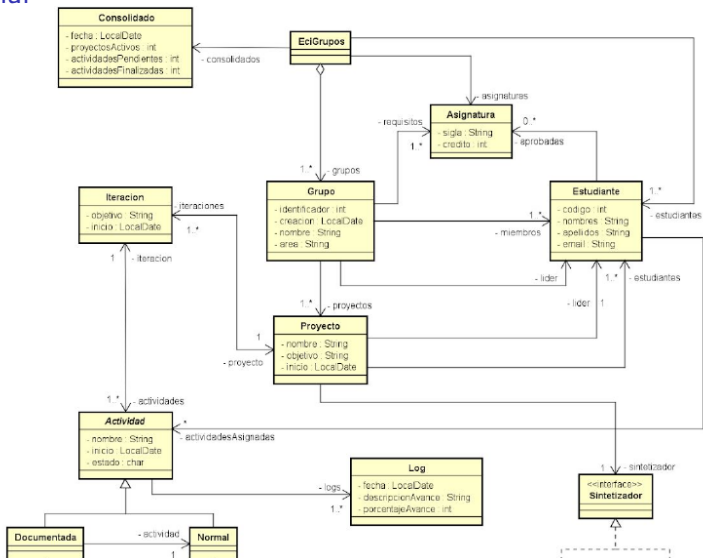 Consolidado
- fecha : LocalDate
- proyectosActivos : int
- actividadesPendientes : int
- actividadesFinalizadas : int
EciGrupos
- consolidados
- asignaturas
Asignatura
- sigla : String
- credito : int
- requisitos
1..*
0..*
- aprobadas
1..*
- grupos
Grupo
- identificador : int
- creacion : LocalDate
- nombre : String
- area : String
Estudiante
- codigo : int
- nombres : String
- apellidos : String
- email : String
1..*
- estudiantes
1..*
- miembros
Iteracion
- objetivo : String
- inicio : LocalDate
- iteraciones
1..*
1
- iteracion
- lider
- lider
1
1..*
- estudiantes
1..*
- proyectos
Proyecto
- nombre : String
- objetivo : String
- inicio : LocalDate
1
- proyecto
1..*
- actividades
Actividad
- nombre : String
- inicio : LocalDate
- estado : char
*
- actividadesAsignadas
Log
- fecha : LocalDate
- descripcionAvance : String
- porcentajeAvance : int
- logs
1..*
1
- sintetizador
<<interface>>
Sintetizador
Documentada
- actividad
1
Normal